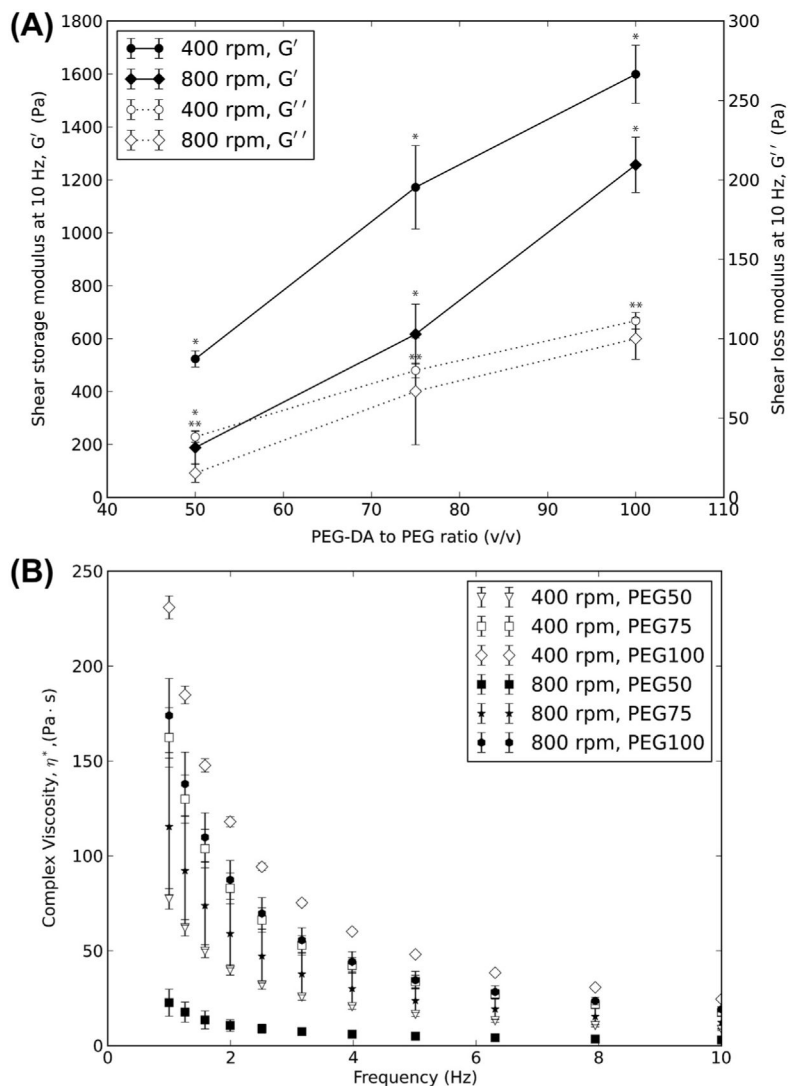 (A)
1800
1600
1400
1200
1000
800
600
400
200
0
Shear storage modulus at 10 Hz, G′ (Pa)
400 rpm, G′
800 rpm, G′
400 rpm, G′′
800 rpm, G′′
*
*
*
*
*
*
**
**
**
300
250
200
150
100
50
0
Shear loss modulus at 10 Hz, G′′ (Pa)
40 50 60 70 80 90 100 110
PEG-DA to PEG ratio (v/v)
(B)
250
200
150
100
50
0
Complex Viscosity, η*,(Pa· s)
400 rpm, PEG50
400 rpm, PEG75
400 rpm, PEG100
800 rpm, PEG50
800 rpm, PEG75
800 rpm, PEG100
0 2 4 6 8 10
Frequency (Hz)